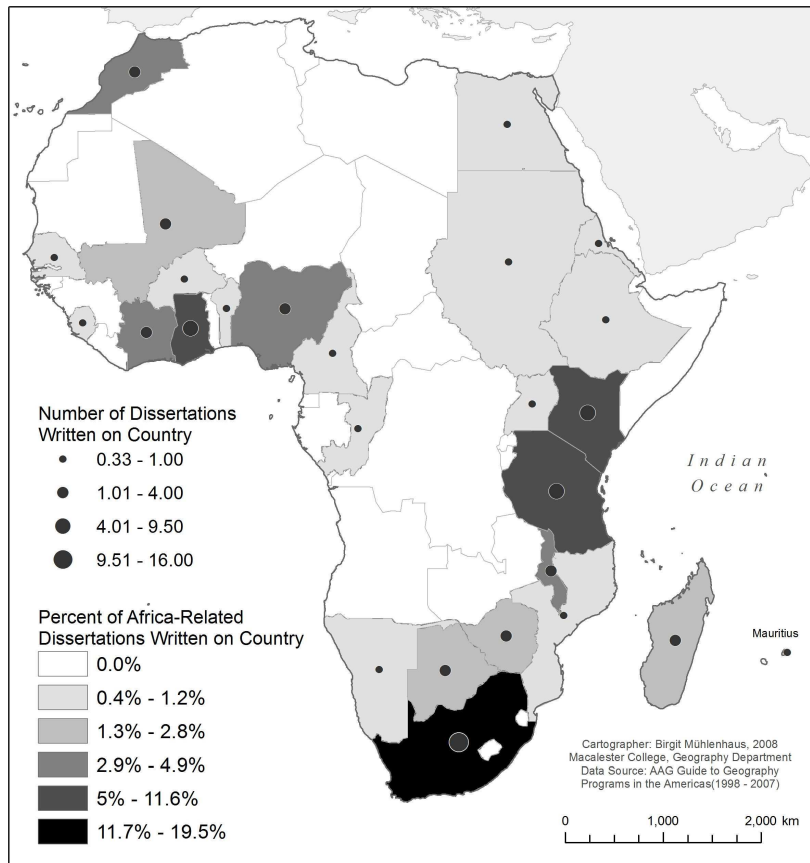 Indian
Ocean
Mauritius
Number of Dissertations
Written on Country
0.33 - 1.00
1.01 - 4.00
4.01 - 9.50
9.51 - 16.00
Percent of Africa-Related
Dissertations Written on Country
0.0%
0.4% - 1.2%
1.3% - 2.8%
2.9% - 4.9%
5% - 11.6%
11.7% - 19.5%
Cartographer: Birgit Mühlenhaus, 2008
Macalester College, Geography Department
Data Source: AAG Guide to Geography
Programs in the Americas(1998 - 2007)
0 1,000 2,000 km